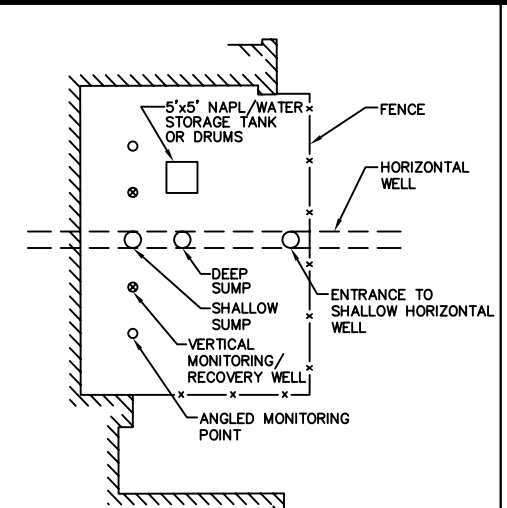 5'x5' NAPL/WATER
STORAGE TANK
OR DRUMS
FENCE
HORIZONTAL
WELL
DEEP
SUMP
SHALLOW
SUMP
ENTRANCE TO
SHALLOW HORIZONTAL
WELL
VERTICAL
MONITORING/
RECOVERY WELL
ANGLED MONITORING
POINT